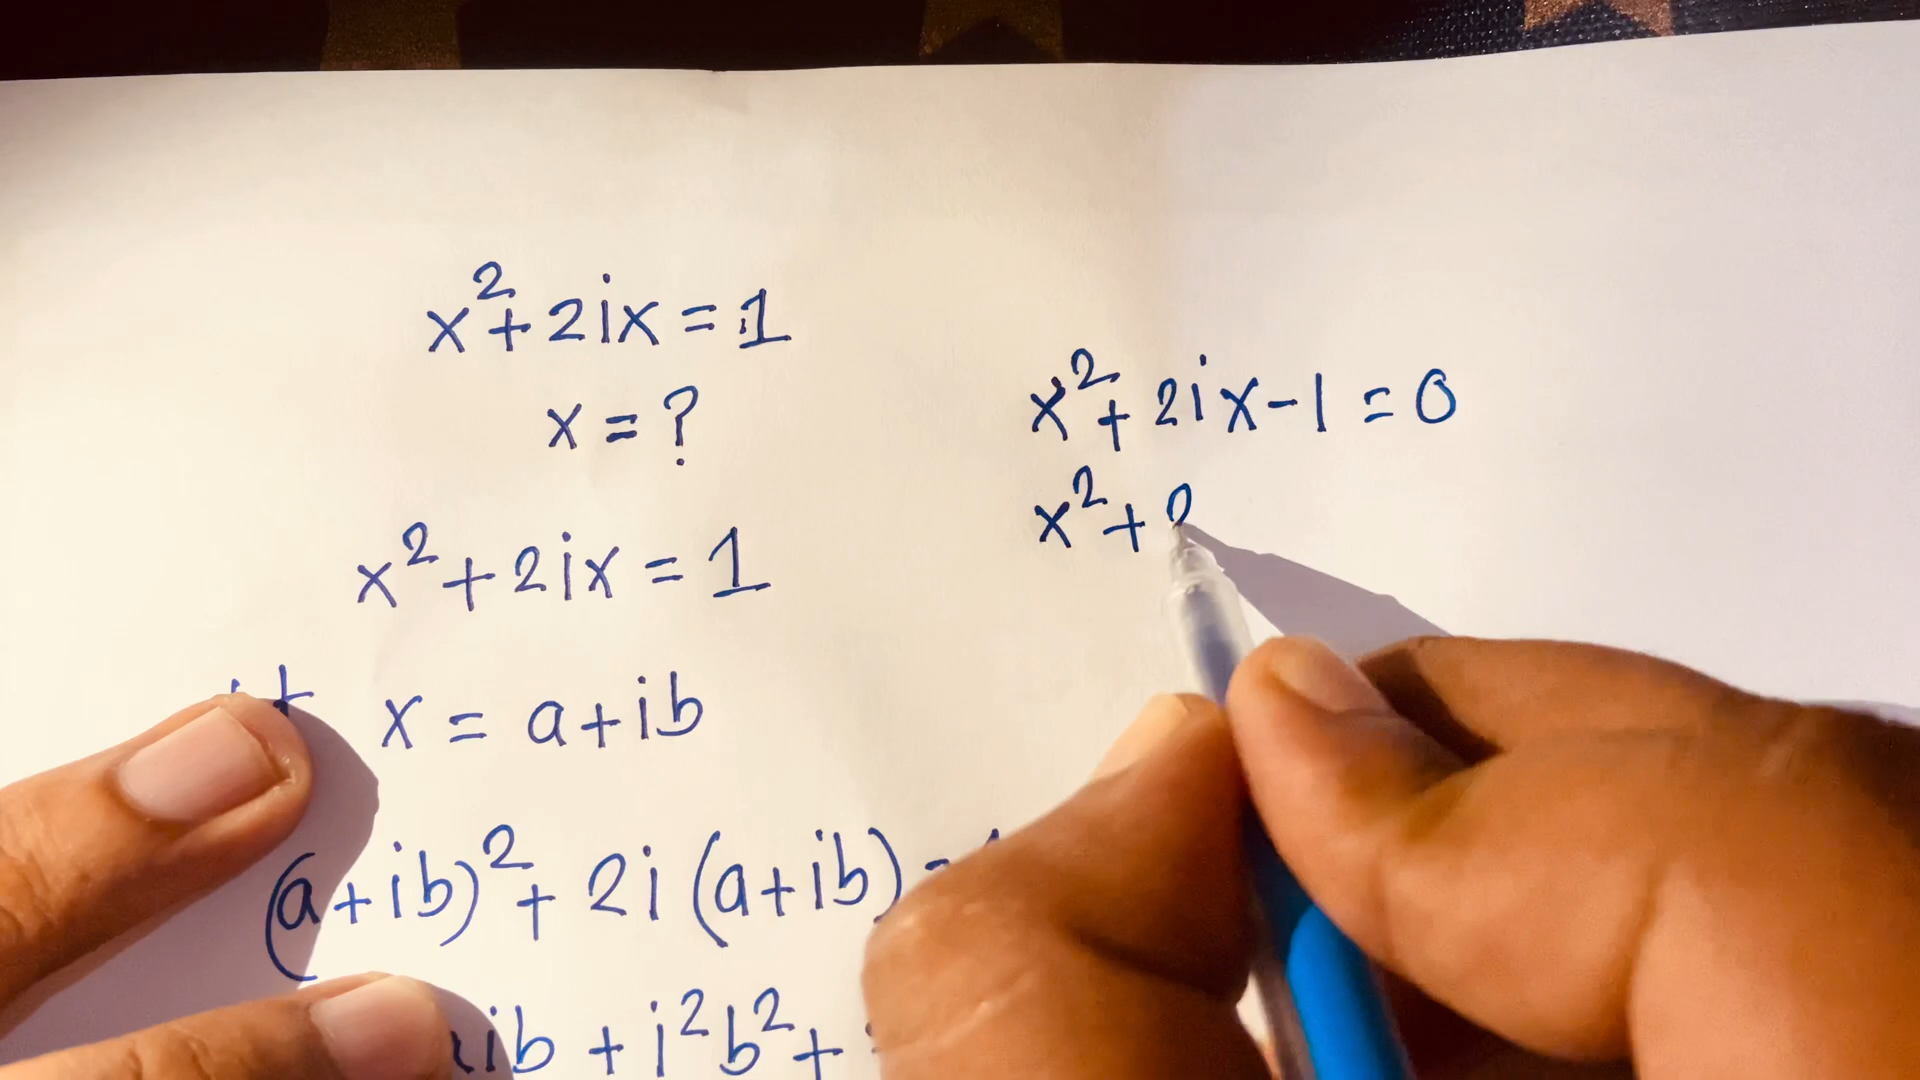 x²+2ix=1
x=?
x²+2ix=1
x=a+ib
(a+ib)²+2i(a+ib)
ib+i²b²+
x²+2ix-1=0
x²+